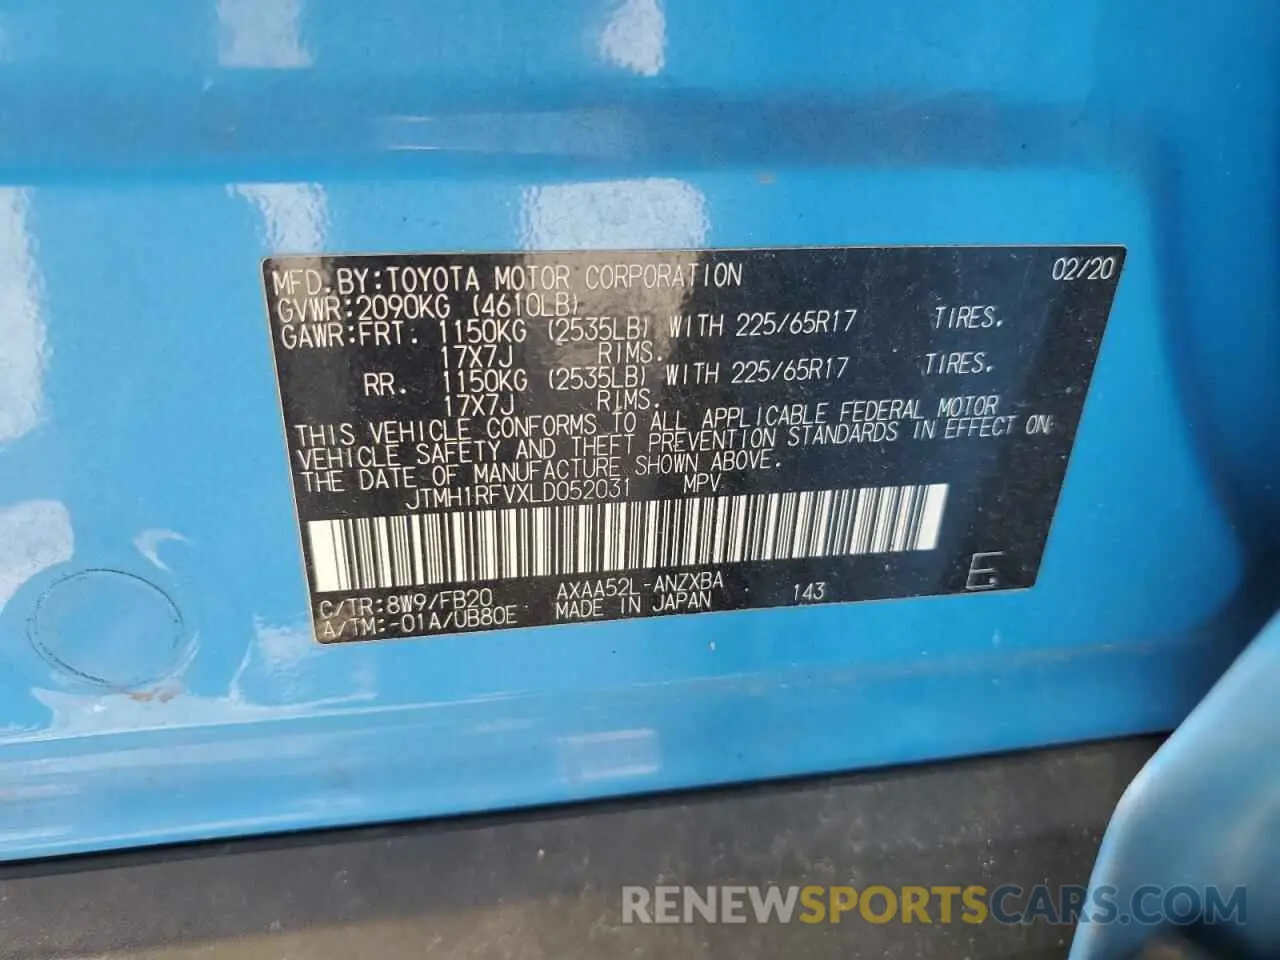 MFD.BY:TOYOTA MOTOR CORPORATION 02/20
GVWR:2090KG (4610LB)
GAWR:FRT. 1150KG (2535LB) WITH 225/65R17 TIRES.
17X7J RIMS.
RR. 1150KG (2535LB) WITH 225/65R17 TIRES.
17X7J RIMS.
THIS VEHICLE CONFORMS TO ALL APPLICABLE FEDERAL MOTOR
VEHICLE SAFETY AND THEFT PREVENTION STANDARDS IN EFFECT ON
THE DATE OF MANUFACTURE SHOWN ABOVE.
JTMH1RFVXLD052031 MPV
C/TR:8W9/FB20 AXAA52L-ANZXBA 143 E
A/TM:-01A/UB80E MADE IN JAPAN
RENEWSPORTSCARS.COM